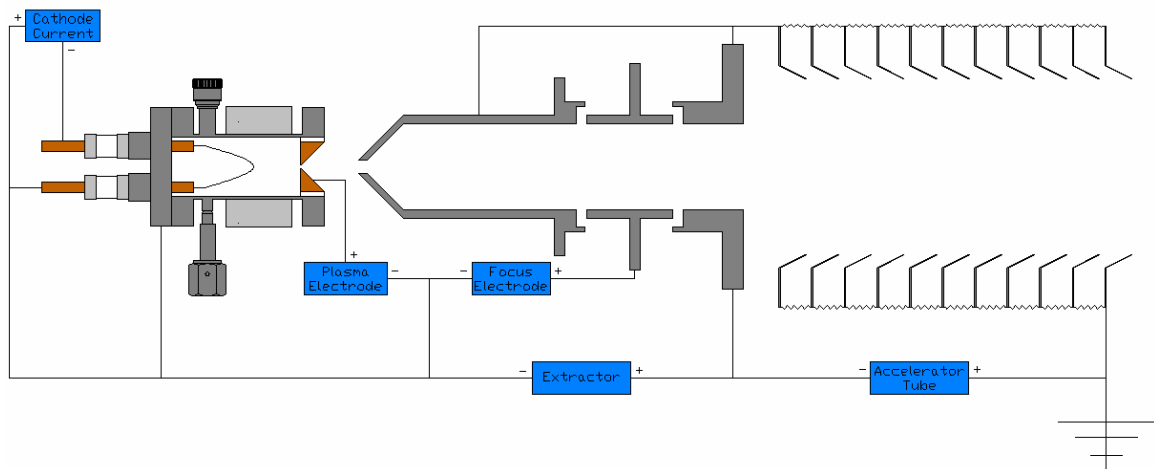 +
Cathode
Current
-
+
Plasma
Electrode
-
-
Focus
Electrode
+
-
Extractor
+
-
Accelerator
Tube
+